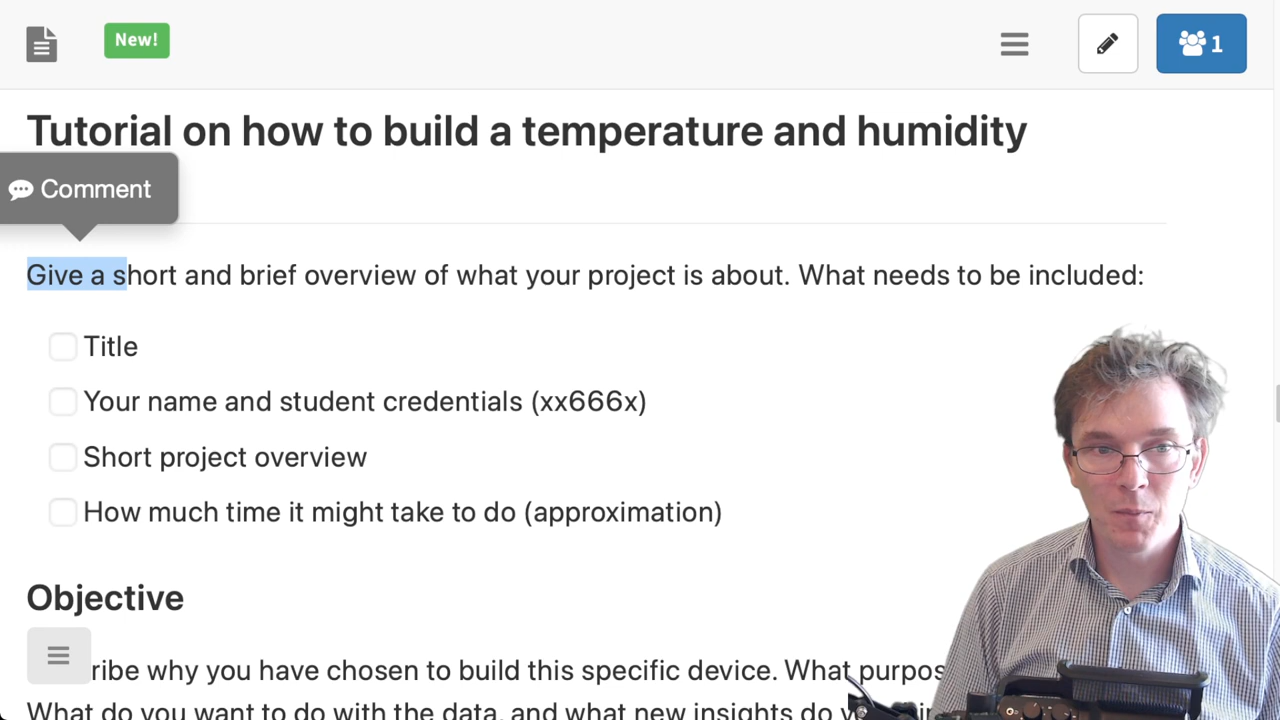 New!
1
Tutorial on how to build a temperature and humidity
Comment
Give a short and brief overview of what your project is about. What needs to be included:
Title
Your name and student credentials (xx666x)
Short project overview
How much time it might take to do (approximation)
Objective
ribe why you have chosen to build this specific device. What
What do you want to do with the data, and what new insights do